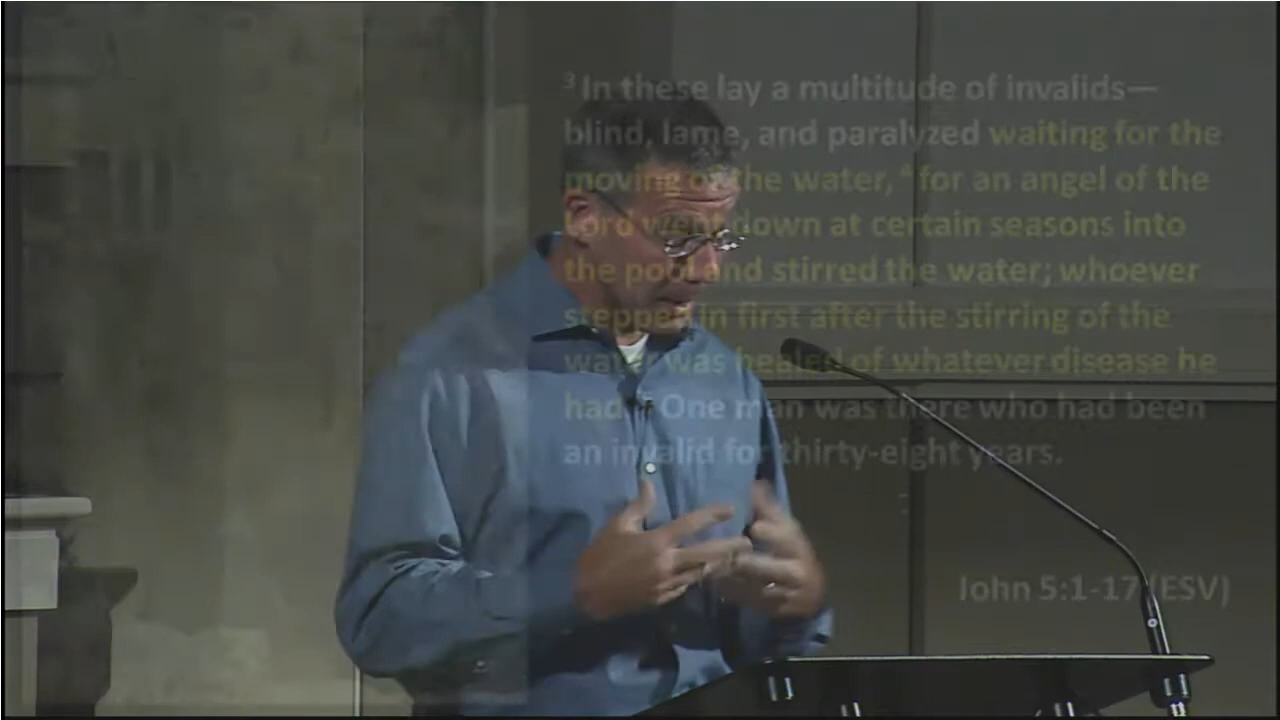 ³ In these lay a multitude of invalids—
blind, lame, and paralyzed waiting for the
moving of the water, ⁴ for an angel of the
Lord went down at certain seasons into
the pool and stirred the water; whoever
stepped in first after the stirring of the
water was healed of whatever disease he
had. One man was there who had been
an invalid for thirty-eight years.
John 5:1-17 (ESV)